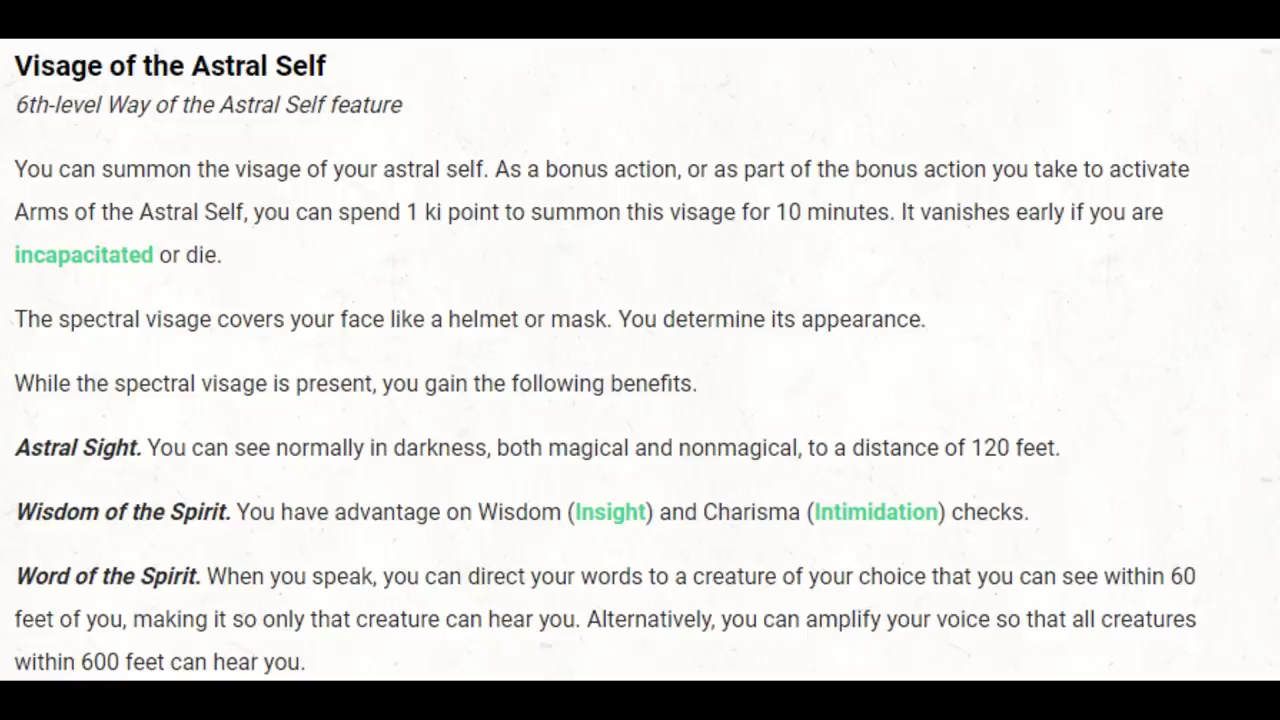 Visage of the Astral Self
6th-level Way of the Astral Self feature
You can summon the visage of your astral self. As a bonus action, or as part of the bonus action you take to activate
Arms of the Astral Self, you can spend 1 ki point to summon this visage for 10 minutes. It vanishes early if you are
incapacitated or die.
The spectral visage covers your face like a helmet or mask. You determine its appearance.
While the spectral visage is present, you gain the following benefits.
Astral Sight. You can see normally in darkness, both magical and nonmagical, to a distance of 120 feet.
Wisdom of the Spirit. You have advantage on Wisdom (Insight) and Charisma (Intimidation) checks.
Word of the Spirit. When you speak, you can direct your words to a creature of your choice that you can see within 60
feet of you, making it so only that creature can hear you. Alternatively, you can amplify your voice so that all creatures
within 600 feet can hear you.